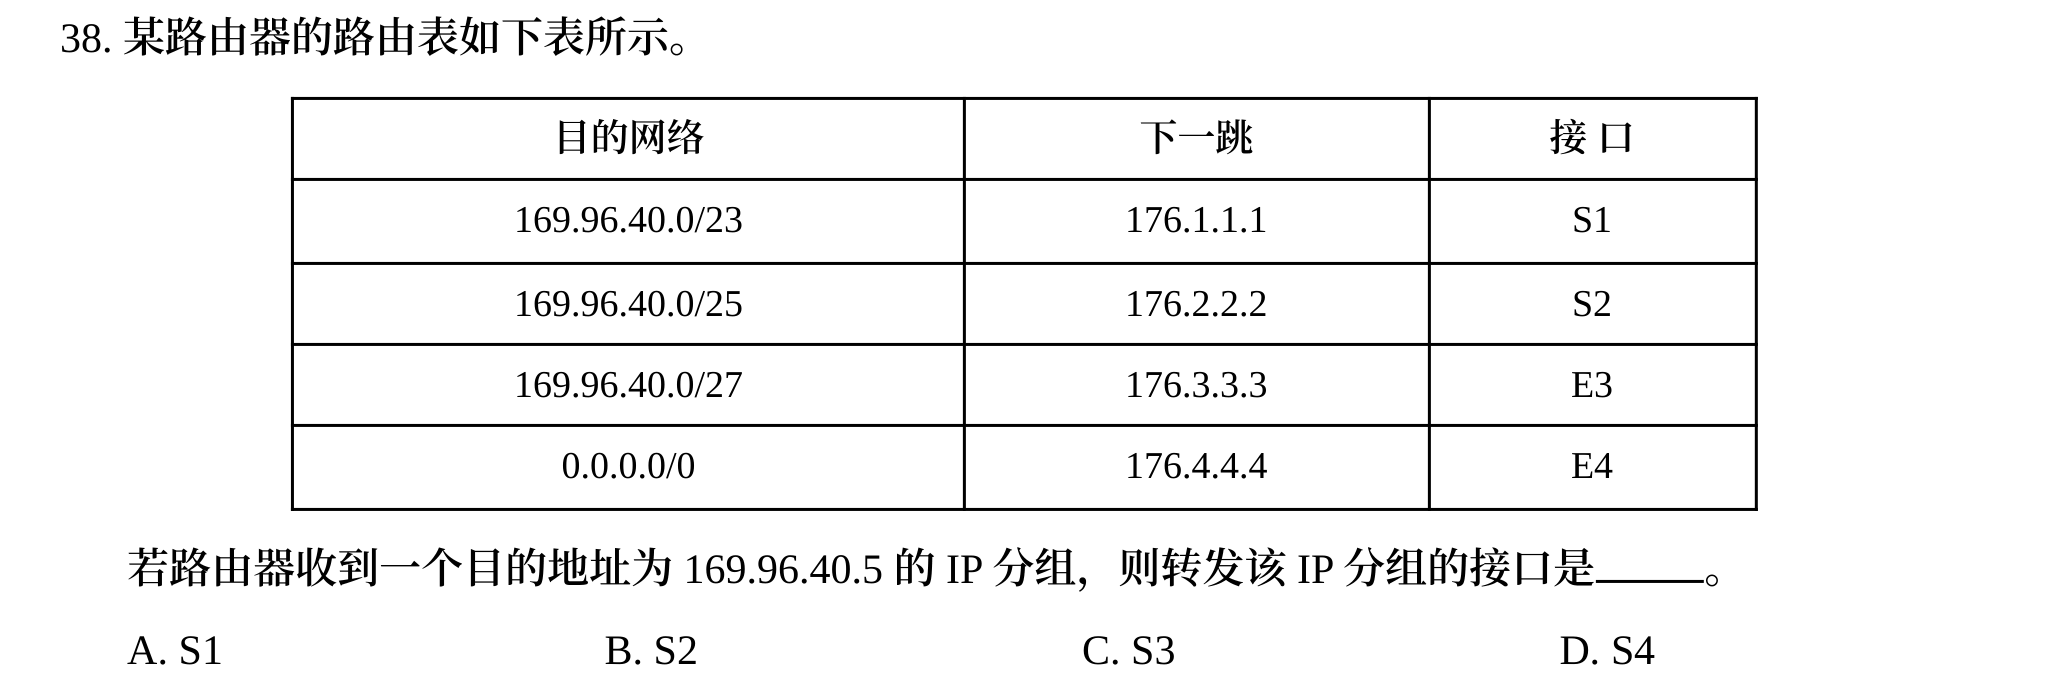 38. 某路由器的路由表如下表所示。
目的网络 下一跳 接 口
169.96.40.0/23 176.1.1.1 S1
169.96.40.0/25 176.2.2.2 S2
169.96.40.0/27 176.3.3.3 E3
0.0.0.0/0 176.4.4.4 E4
若路由器收到一个目的地址为 169.96.40.5 的 IP 分组，则转发该 IP 分组的接口是_____。
A. S1 B. S2 C. S3 D. S4